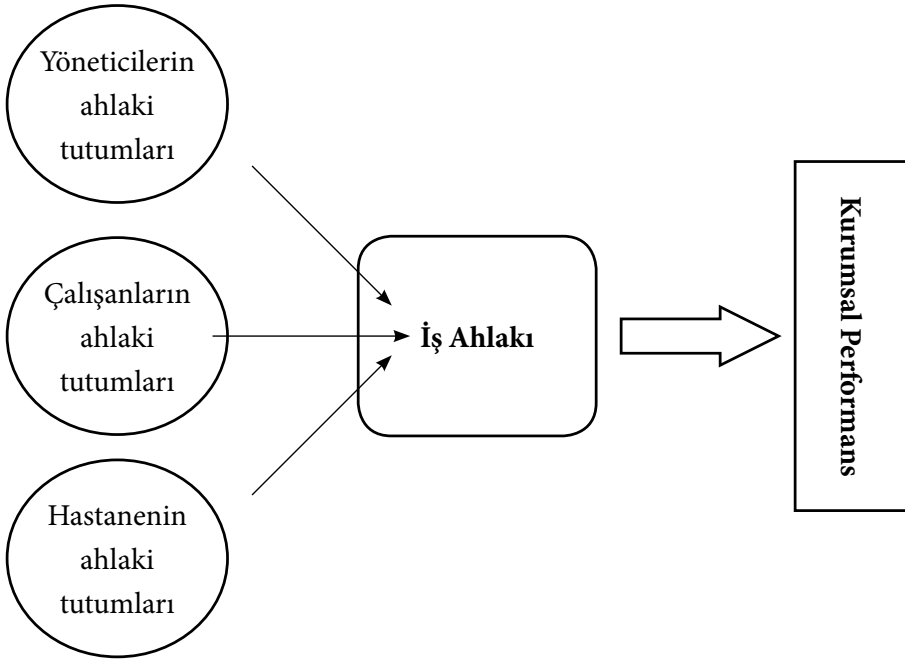 Yöneticilerin
ahlaki
tutumları
Çalışanların
ahlaki
tutumları
Hastanenin
ahlaki
tutumları
İş Ahlakı
Kurumsal Performans